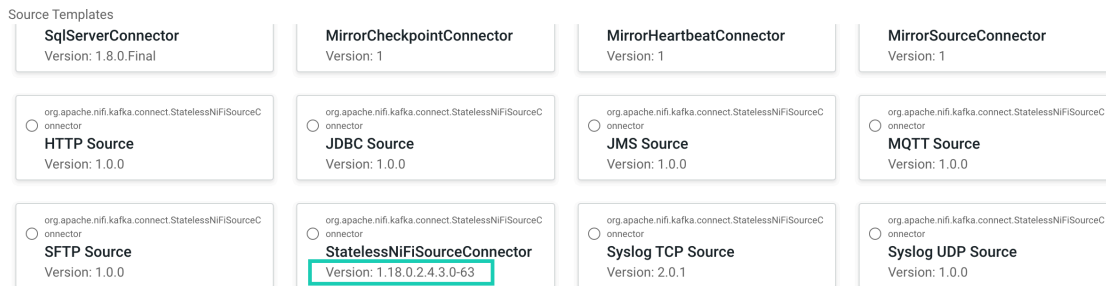 Source Templates
SqlServerConnector
Version: 1.8.0.Final
MirrorCheckpointConnector
Version: 1
MirrorHeartbeatConnector
Version: 1
MirrorSourceConnector
Version: 1
org.apache.nifi.kafka.connect.StatelessNiFiSourceC
onnector
HTTP Source
Version: 1.0.0
org.apache.nifi.kafka.connect.StatelessNiFiSourceC
onnector
JDBC Source
Version: 1.0.0
org.apache.nifi.kafka.connect.StatelessNiFiSourceC
onnector
JMS Source
Version: 1.0.0
org.apache.nifi.kafka.connect.StatelessNiFiSourceC
onnector
MQTT Source
Version: 1.0.0
org.apache.nifi.kafka.connect.StatelessNiFiSourceC
onnector
SFTP Source
Version: 1.0.0
org.apache.nifi.kafka.connect.StatelessNiFiSourceC
onnector
StatelessNiFiSourceConnector
Version: 1.18.0.2.4.3.0-63
org.apache.nifi.kafka.connect.StatelessNiFiSourceC
onnector
Syslog TCP Source
Version: 2.0.1
org.apache.nifi.kafka.connect.StatelessNiFiSourceC
onnector
Syslog UDP Source
Version: 1.0.0